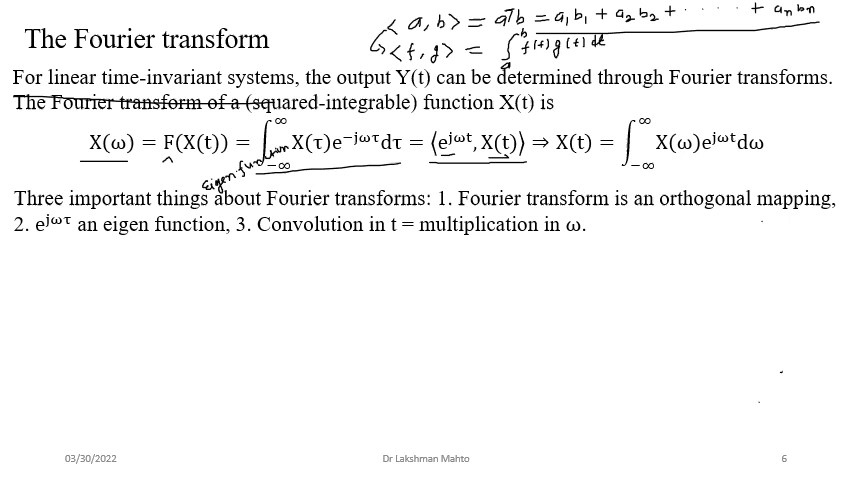 ⟨a, b⟩ = aᵀb = a₁b₁ + a₂b₂ + · · · · · + aₙbₙ
The Fourier transform
↳⟨f, g⟩ = ∫ₐᵇ f(t) g(t) dt
For linear time-invariant systems, the output Y(t) can be determined through Fourier transforms.
The Fourier transform of a (squared-integrable) function X(t) is
X(ω) = F(X(t)) = ∫₋∞^∞ X(τ)e^(−jωτ)dτ = ⟨e^(jωt), X(t)⟩ ⇒ X(t) = ∫₋∞^∞ X(ω)e^(jωt)dω
Eigen-function
Three important things about Fourier transforms: 1. Fourier transform is an orthogonal mapping,
2. e^(jωτ) an eigen function, 3. Convolution in t = multiplication in ω.
03/30/2022 Dr Lakshman Mahto 6